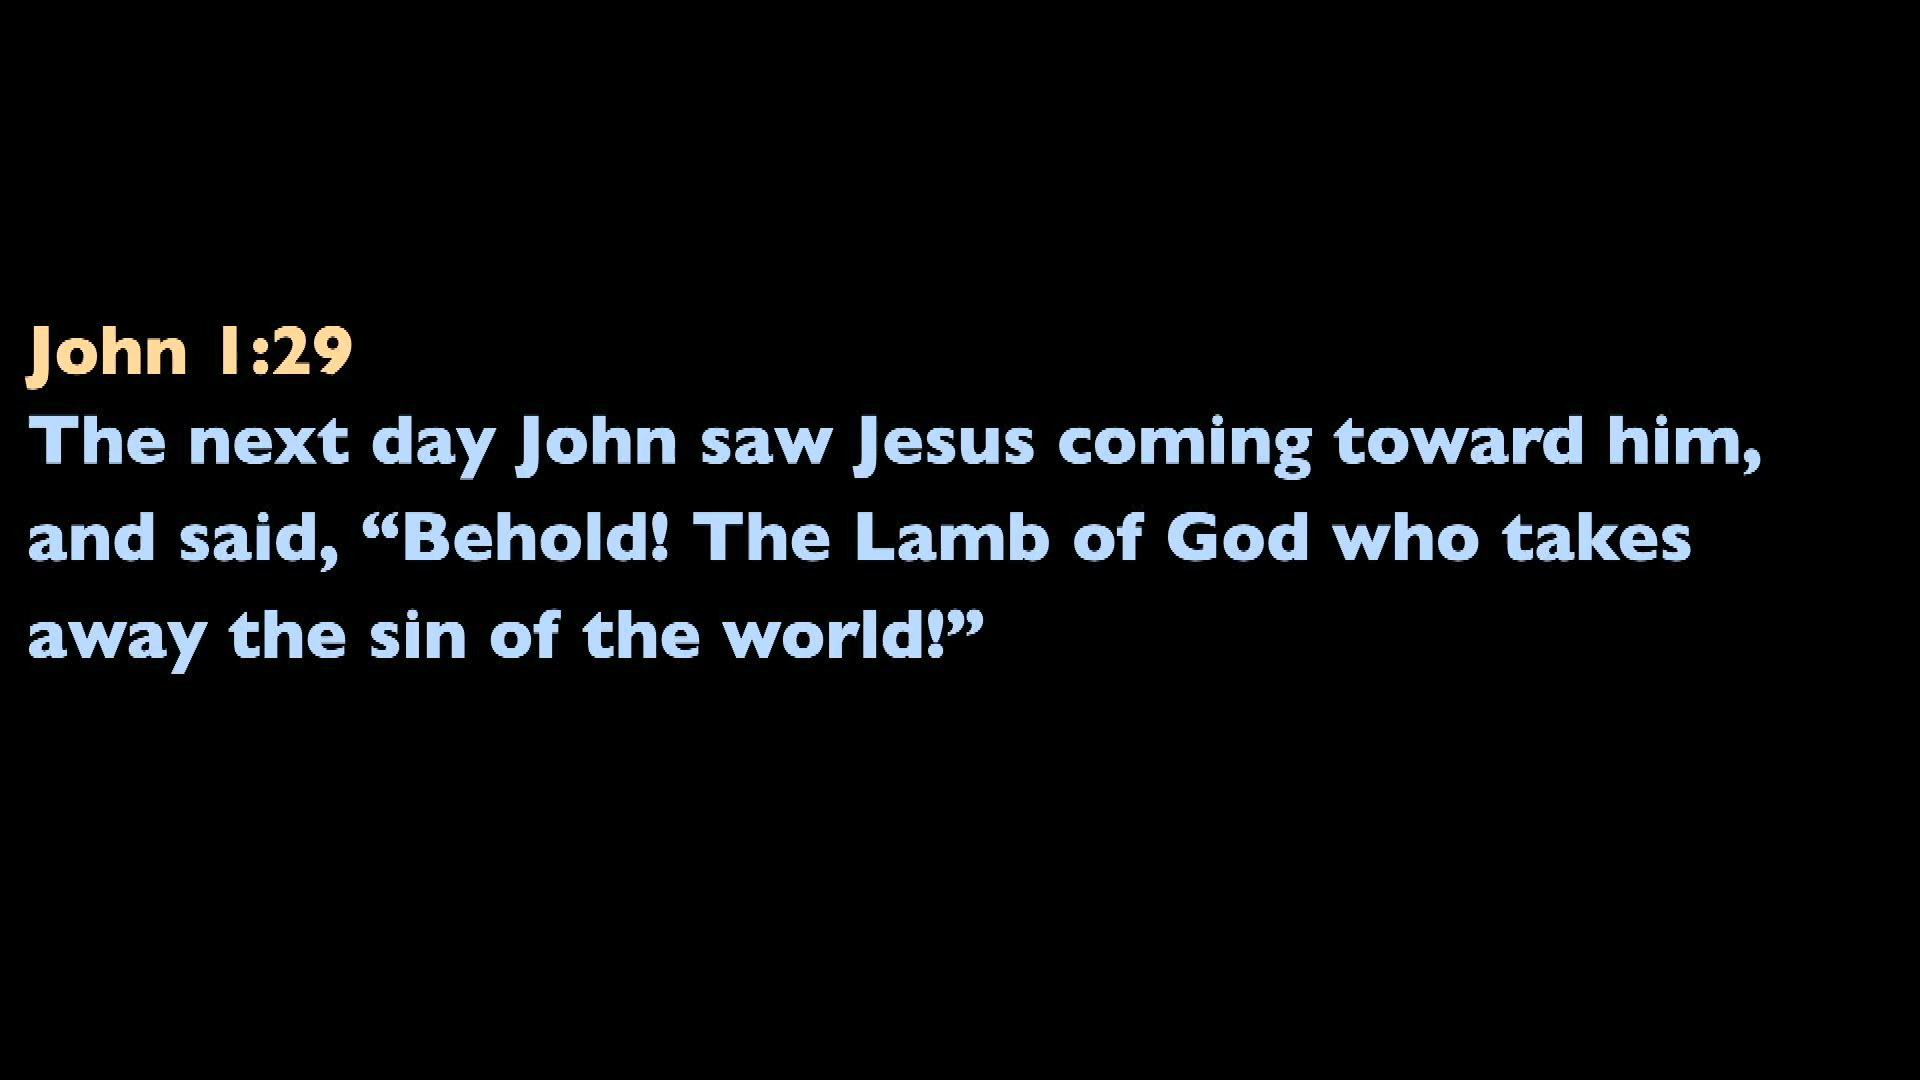 John 1:29
The next day John saw Jesus coming toward him,
and said, “Behold! The Lamb of God who takes
away the sin of the world!”